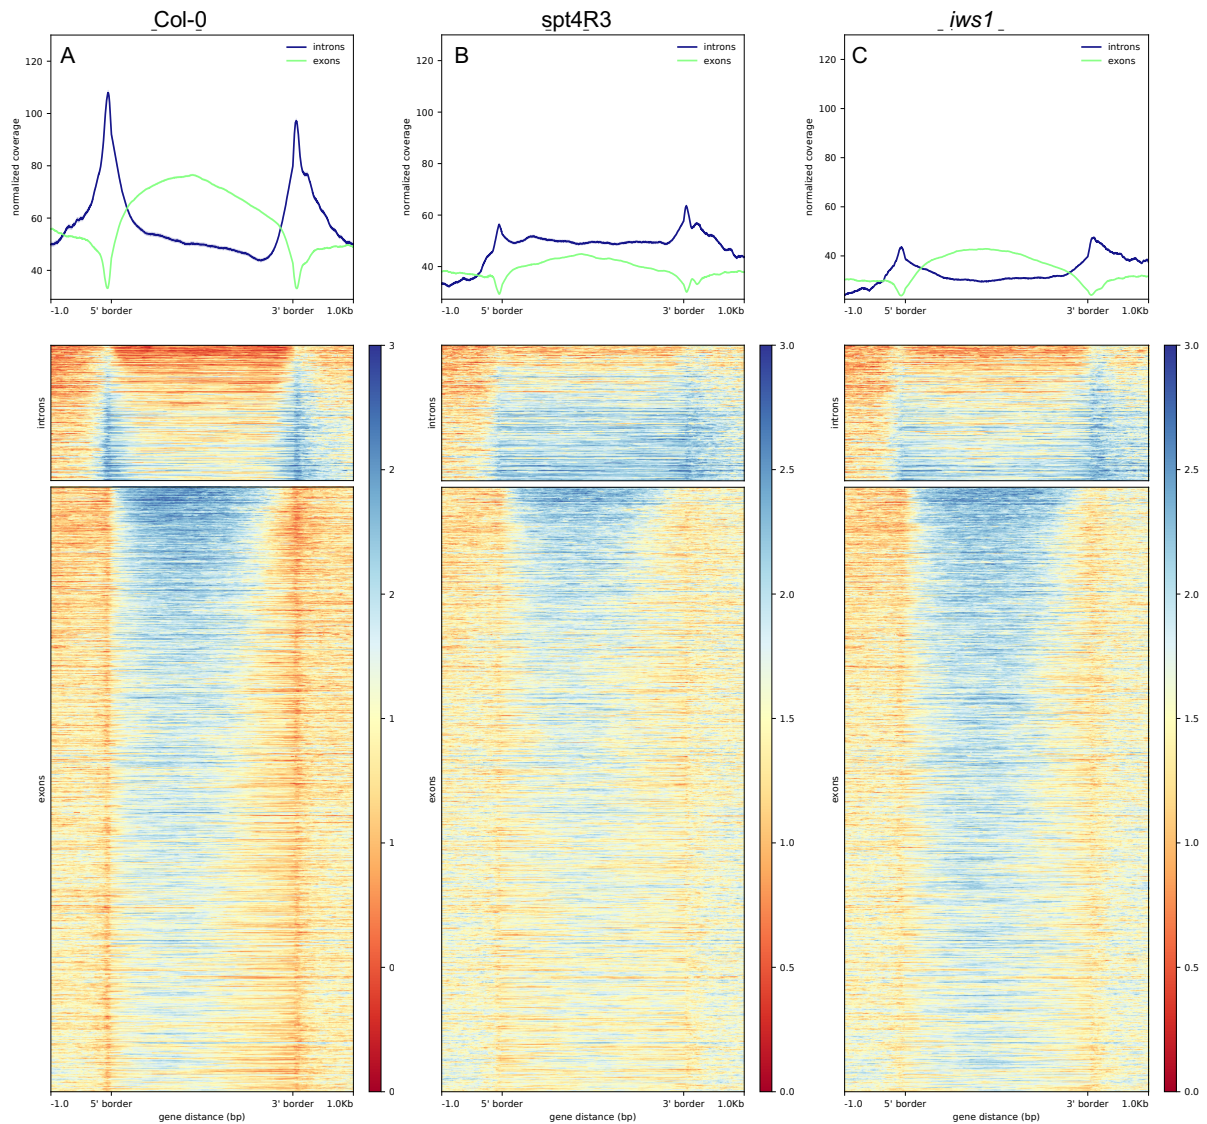 Col-0
spt4R3
iws1
A
introns
exons
B
introns
exons
C
introns
exons
normalized coverage
120
100
80
60
40
normalized coverage
120
100
80
60
40
normalized coverage
120
100
80
60
40
-1.0 5' border 3' border 1.0Kb
-1.0 5' border 3' border 1.0Kb
-1.0 5' border 3' border 1.0Kb
introns
exons
3
2
2
1
1
0
0
introns
exons
3.0
2.5
2.0
1.5
1.0
0.5
0.0
introns
exons
3.0
2.5
2.0
1.5
1.0
0.5
0.0
-1.0 5' border 3' border 1.0Kb
gene distance (bp)
-1.0 5' border 3' border 1.0Kb
gene distance (bp)
-1.0 5' border 3' border 1.0Kb
gene distance (bp)